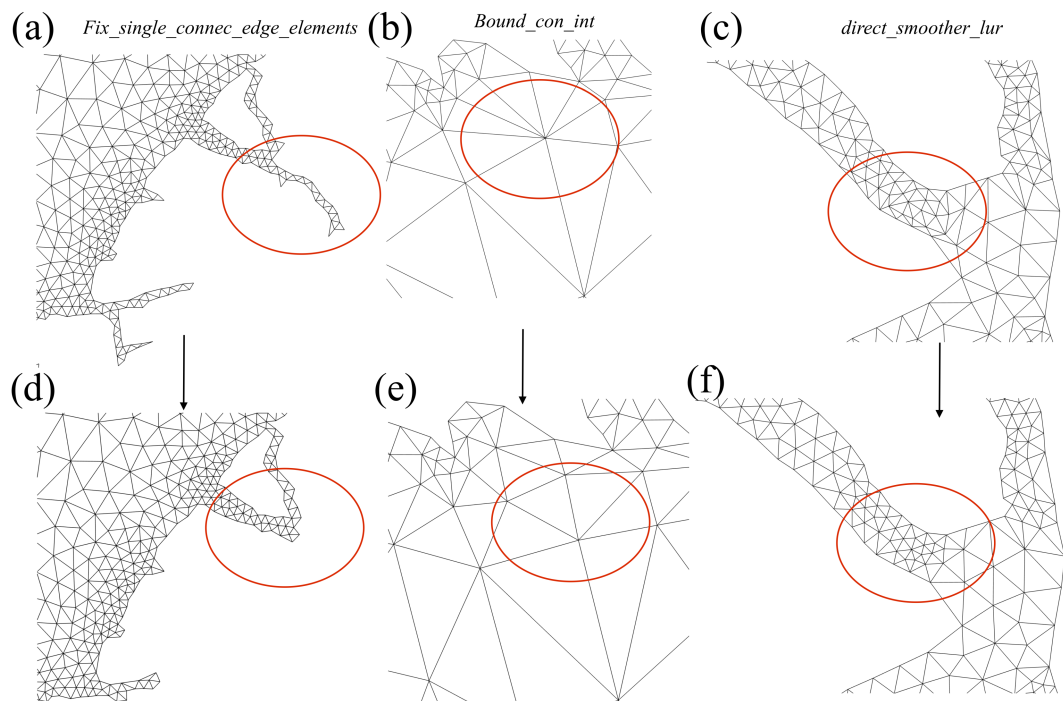 (a) Fix_single_connec_edge_elements (b) Bound_con_int (c) direct_smoother_lur
(d) (e) (f)